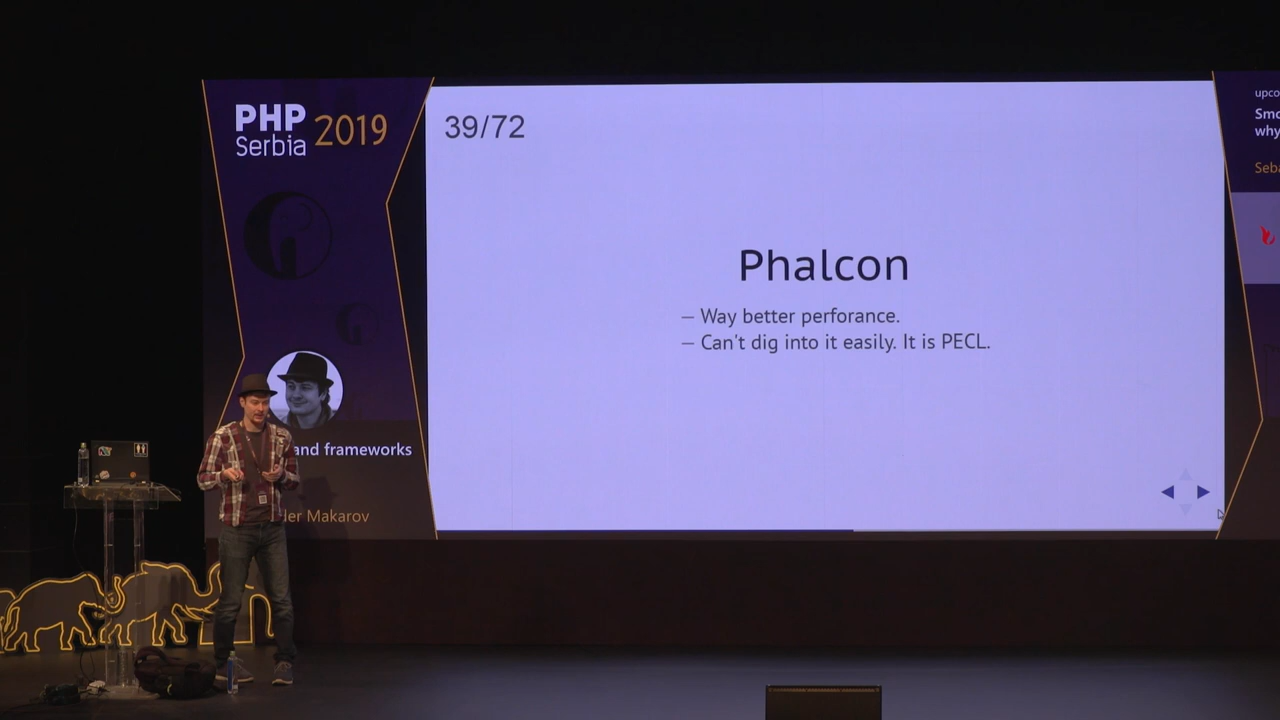 PHP
Serbia
2019
and frameworks
Makarov
39/72
Phalcon
– Way better perforance.
– Can't dig into it easily. It is PECL.